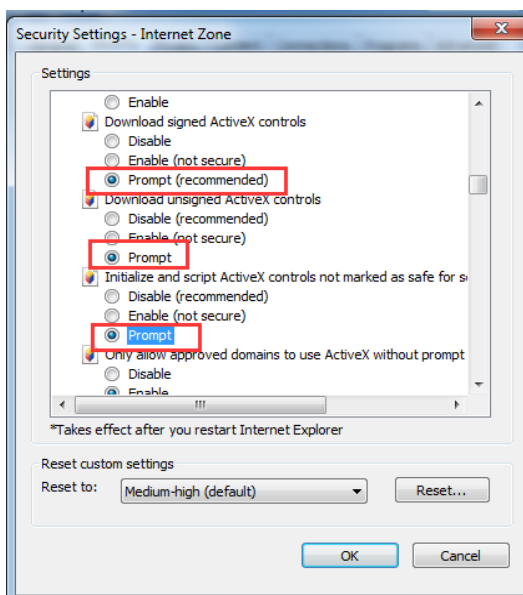 Security Settings - Internet Zone
Settings
Enable
Download signed ActiveX controls
Disable
Enable (not secure)
Prompt (recommended)
Download unsigned ActiveX controls
Disable (recommended)
Enable (not secure)
Prompt
Initialize and script ActiveX controls not marked as safe for s
Disable (recommended)
Enable (not secure)
Prompt
Only allow approved domains to use ActiveX without prompt
Disable
Enable
*Takes effect after you restart Internet Explorer
Reset custom settings
Reset to:
Medium-high (default)
Reset...
OK
Cancel